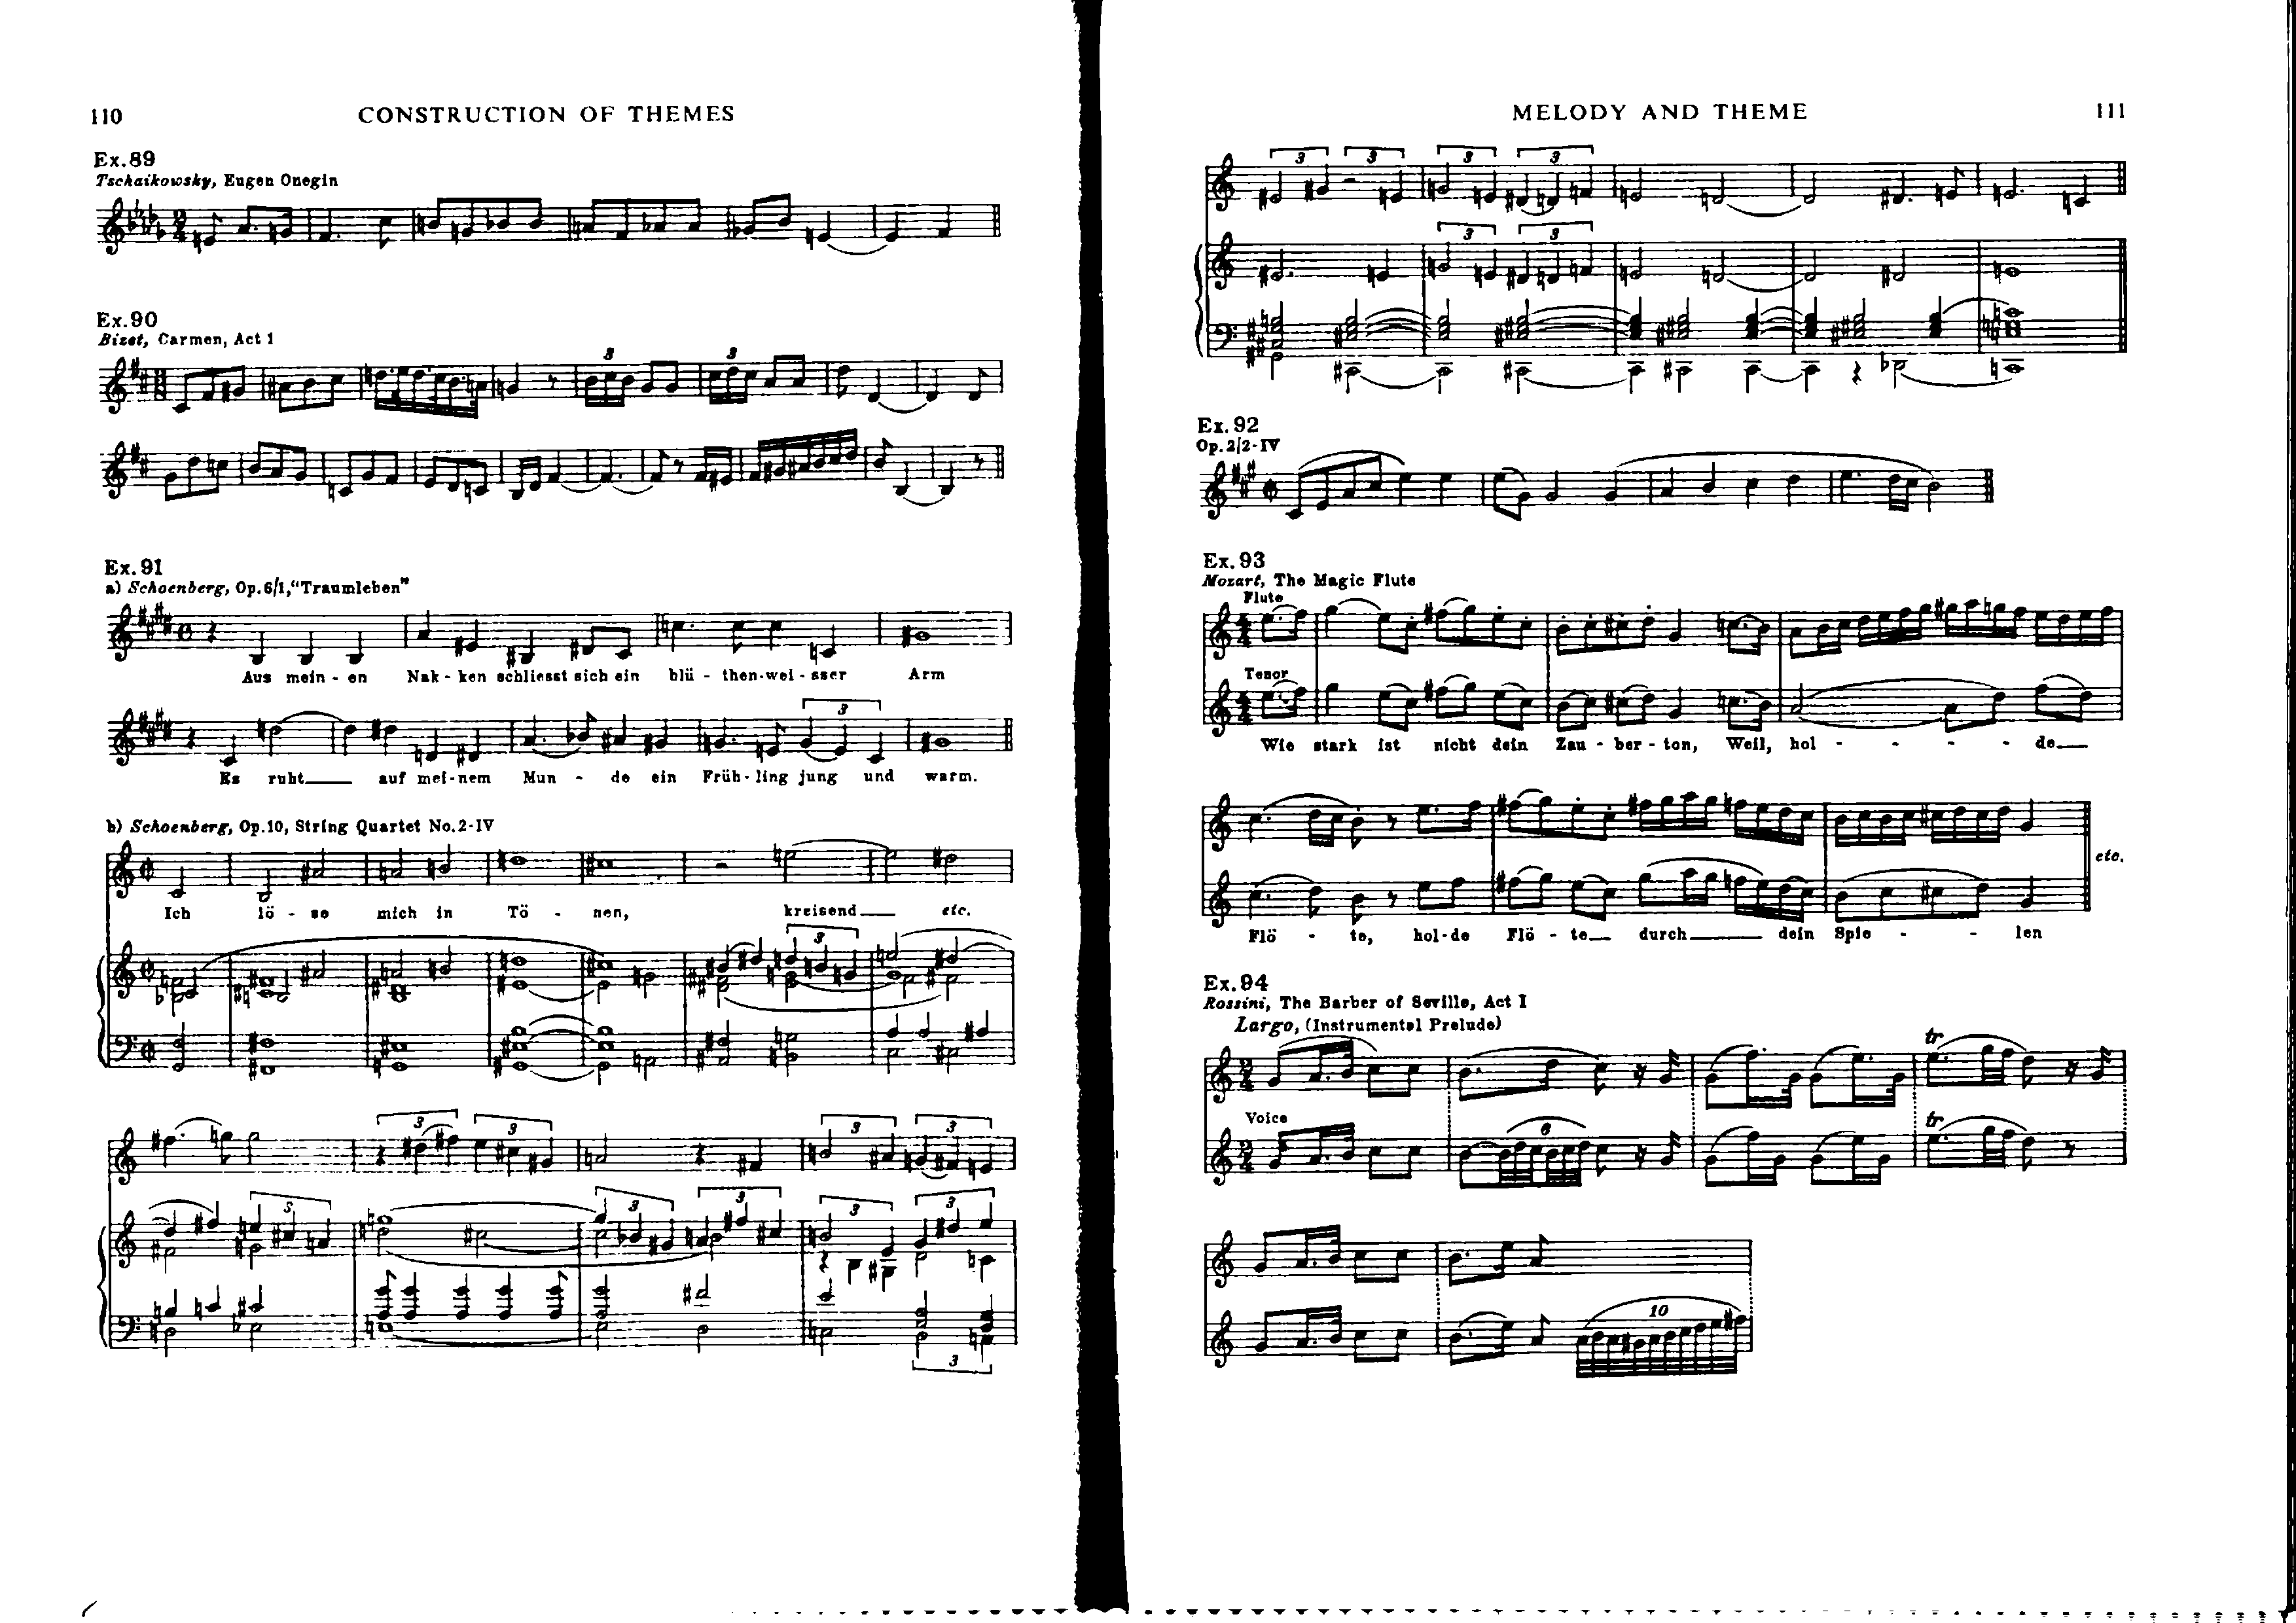 110
CONSTRUCTION OF THEMES
Ex. 89
Tschaikowsky, Eugen Onegin
Ex. 90
Bizet, Carmen, Act 1
3 3
Ex. 91
a) Schoenberg, Op. 6/1, "Traumleben"
Aus mein - en Nak - ken schliesst sich ein blü - then-wei - sser Arm
3
Es ruht auf mei-nem Mun - de ein Früh - ling jung und warm.
b) Schoenberg, Op. 10, String Quartet No. 2-IV
Ich lö - se mich in Tö - nen, kreisend etc.
3
3 3 3 3
3 3 3 3 3
3
MELODY AND THEME
111
3 3 3 3
3 3
Ex. 92
Op. 2/2-IV
Ex. 93
Mozart, The Magic Flute
Flute
Tenor
Wie stark ist nicht dein Zau - ber - ton, Weil, hol - - - - de
etc.
Flö - te, hol-de Flö - te durch dein Spie - - len
Ex. 94
Rossini, The Barber of Seville, Act I
Largo, (Instrumental Prelude)
tr
Voice
6 tr
10